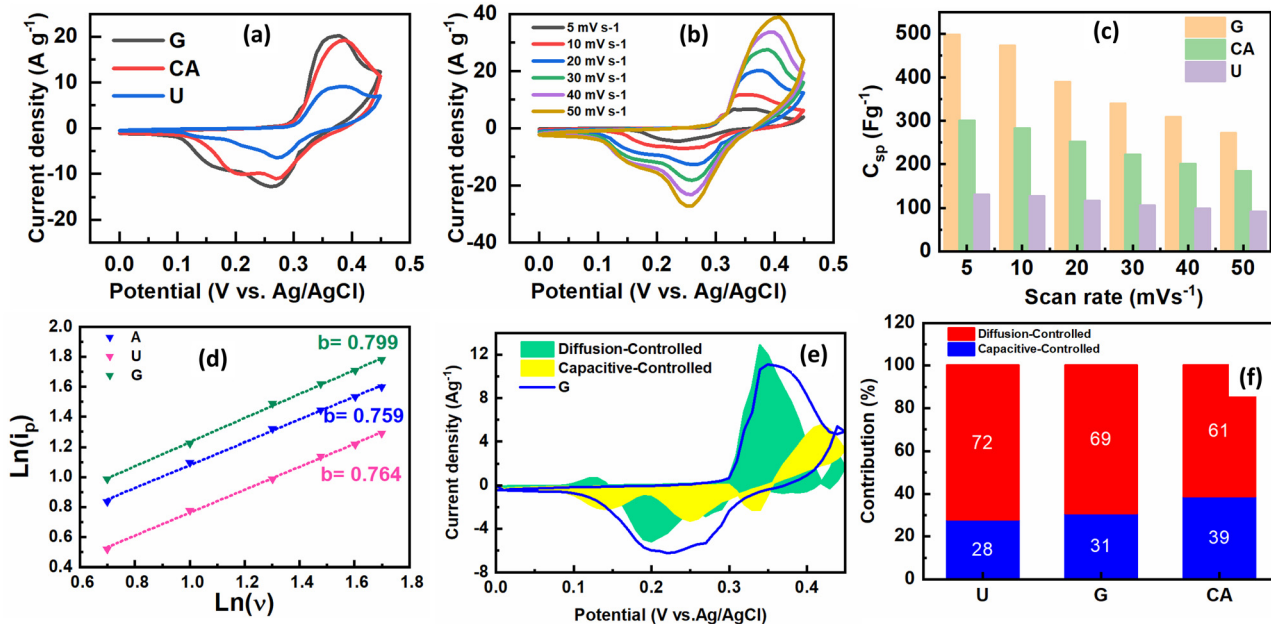 (a)
G
CA
U
Current density (A g-1)
20
10
0
-10
-20
0.0 0.1 0.2 0.3 0.4 0.5
Potential (V vs. Ag/AgCl)
(b)
5 mV s-1
10 mV s-1
20 mV s-1
30 mV s-1
40 mV s-1
50 mV s-1
Current density (A g-1)
40
20
0
-20
-40
0.0 0.1 0.2 0.3 0.4 0.5
Potential (V vs. Ag/AgCl)
(c)
G
CA
U
Csp (Fg-1)
500
400
300
200
100
0
5 10 20 30 40 50
Scan rate (mVs-1)
(d)
A
U
G
b= 0.799
b= 0.759
b= 0.764
Ln(ip)
2.0
1.8
1.6
1.4
1.2
1.0
0.8
0.6
0.4
0.6 0.8 1.0 1.2 1.4 1.6 1.8
Ln(ν)
(e)
Diffusion-Controlled
Capacitive-Controlled
G
Current density (Ag-1)
12
8
4
0
-4
-8
0.0 0.1 0.2 0.3 0.4
Potential (V vs.Ag/AgCl)
(f)
Diffusion-Controlled
Capacitive-Controlled
Contribution (%)
120
100
80
60
40
20
0
72 69 61
28 31 39
U G CA